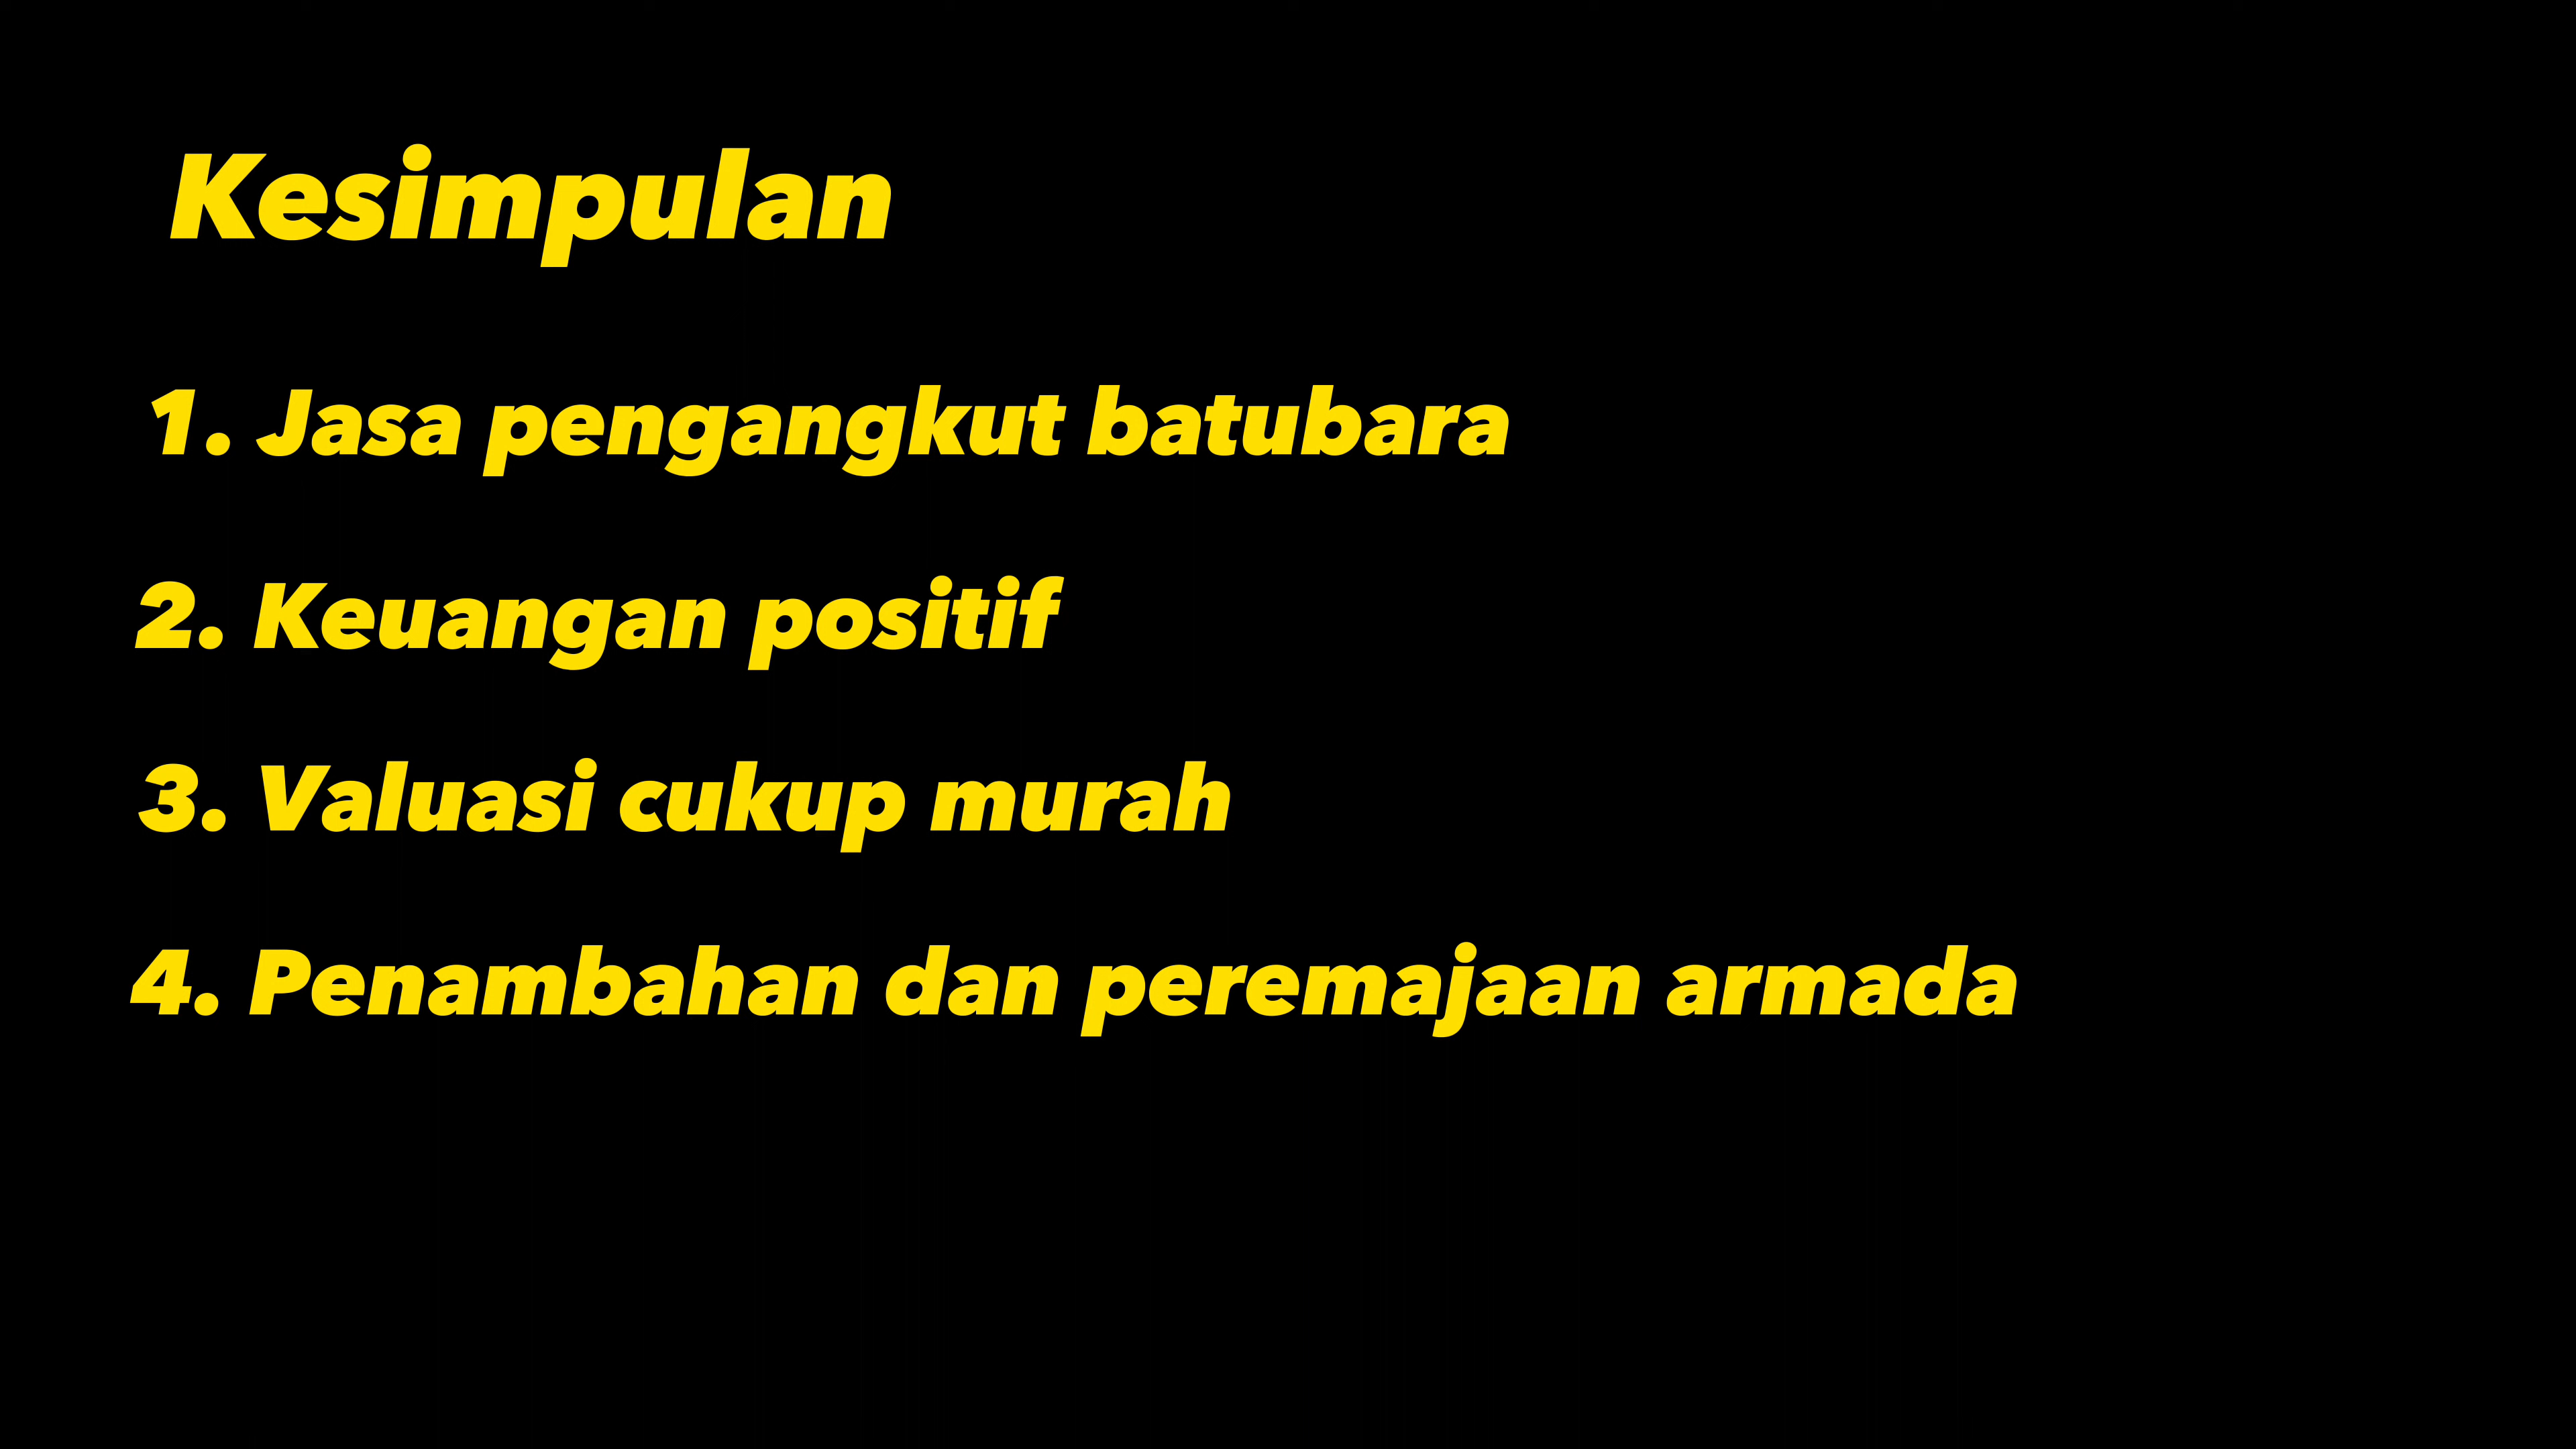 Kesimpulan
1. Jasa pengangkut batubara
2. Keuangan positif
3. Valuasi cukup murah
4. Penambahan dan peremajaan armada